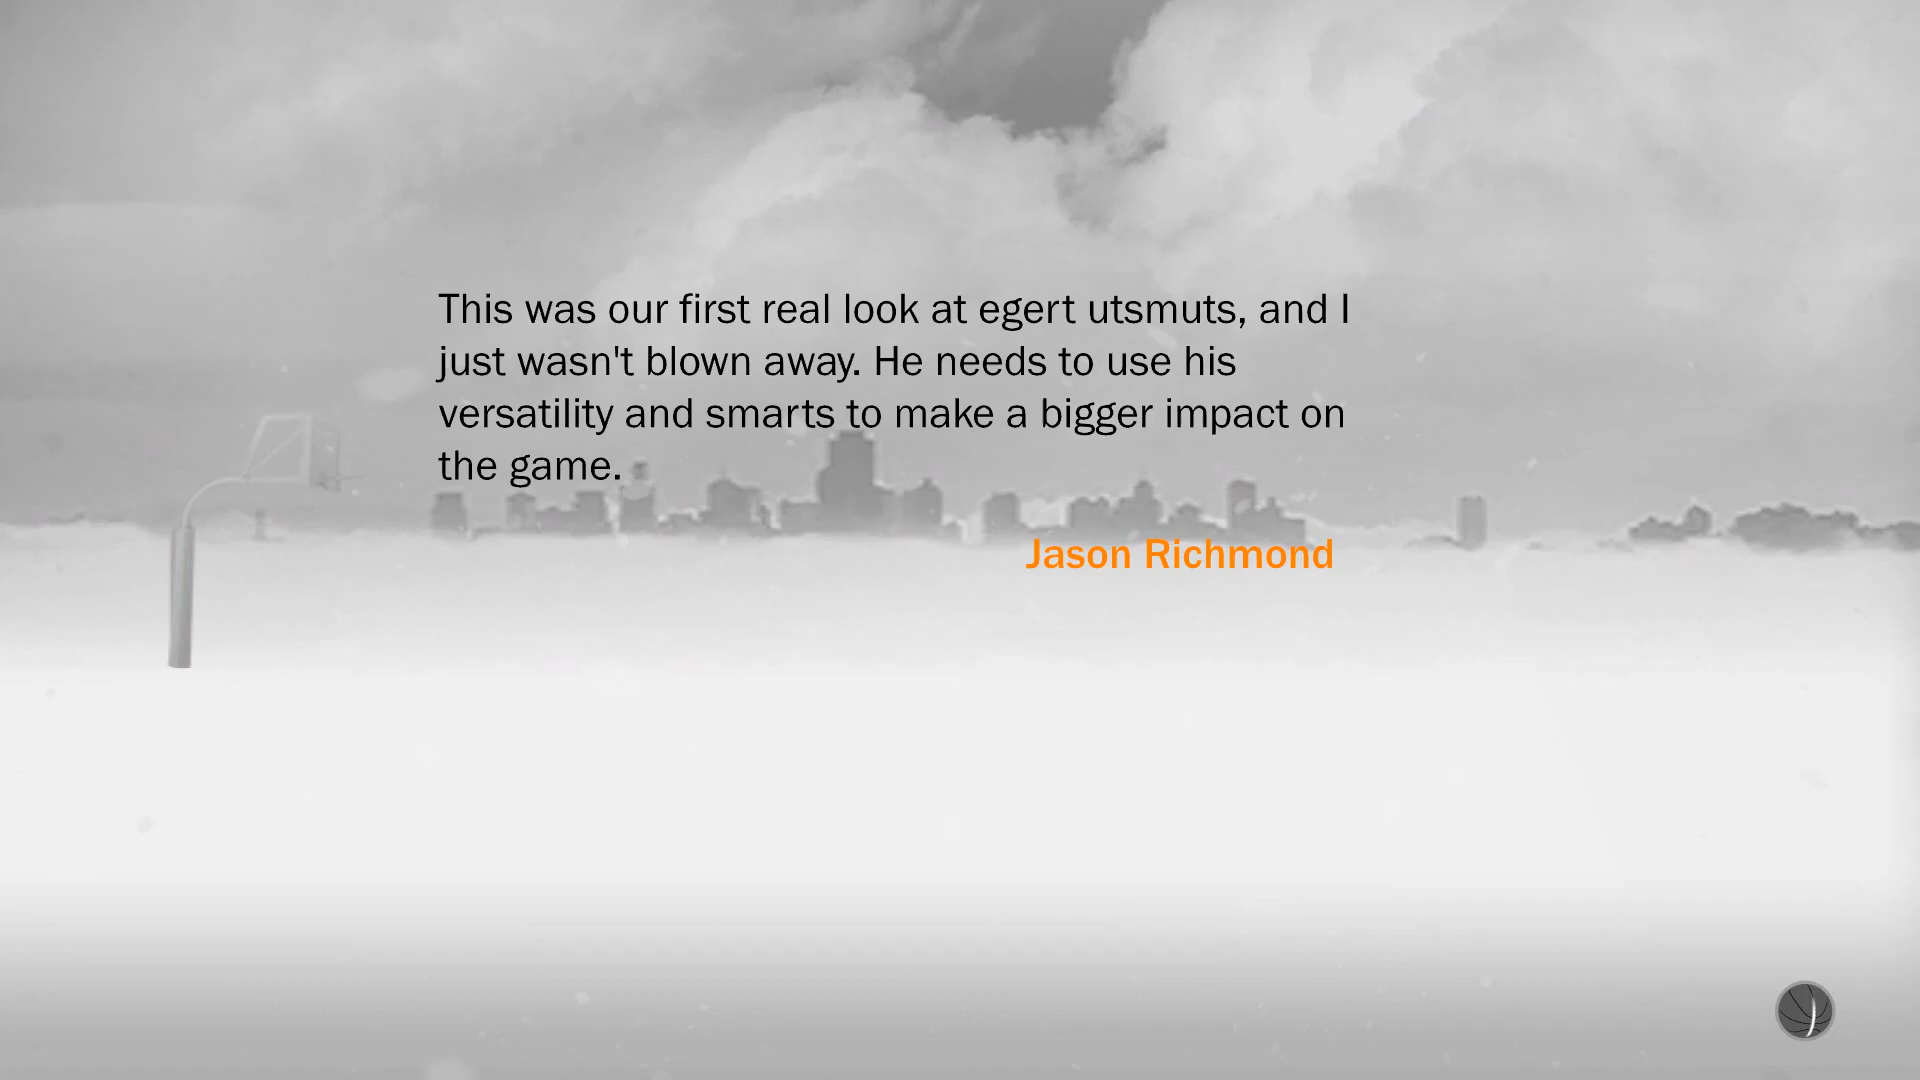 This was our first real look at egert utsmuts, and I
just wasn't blown away. He needs to use his
versatility and smarts to make a bigger impact on
the game.
Jason Richmond